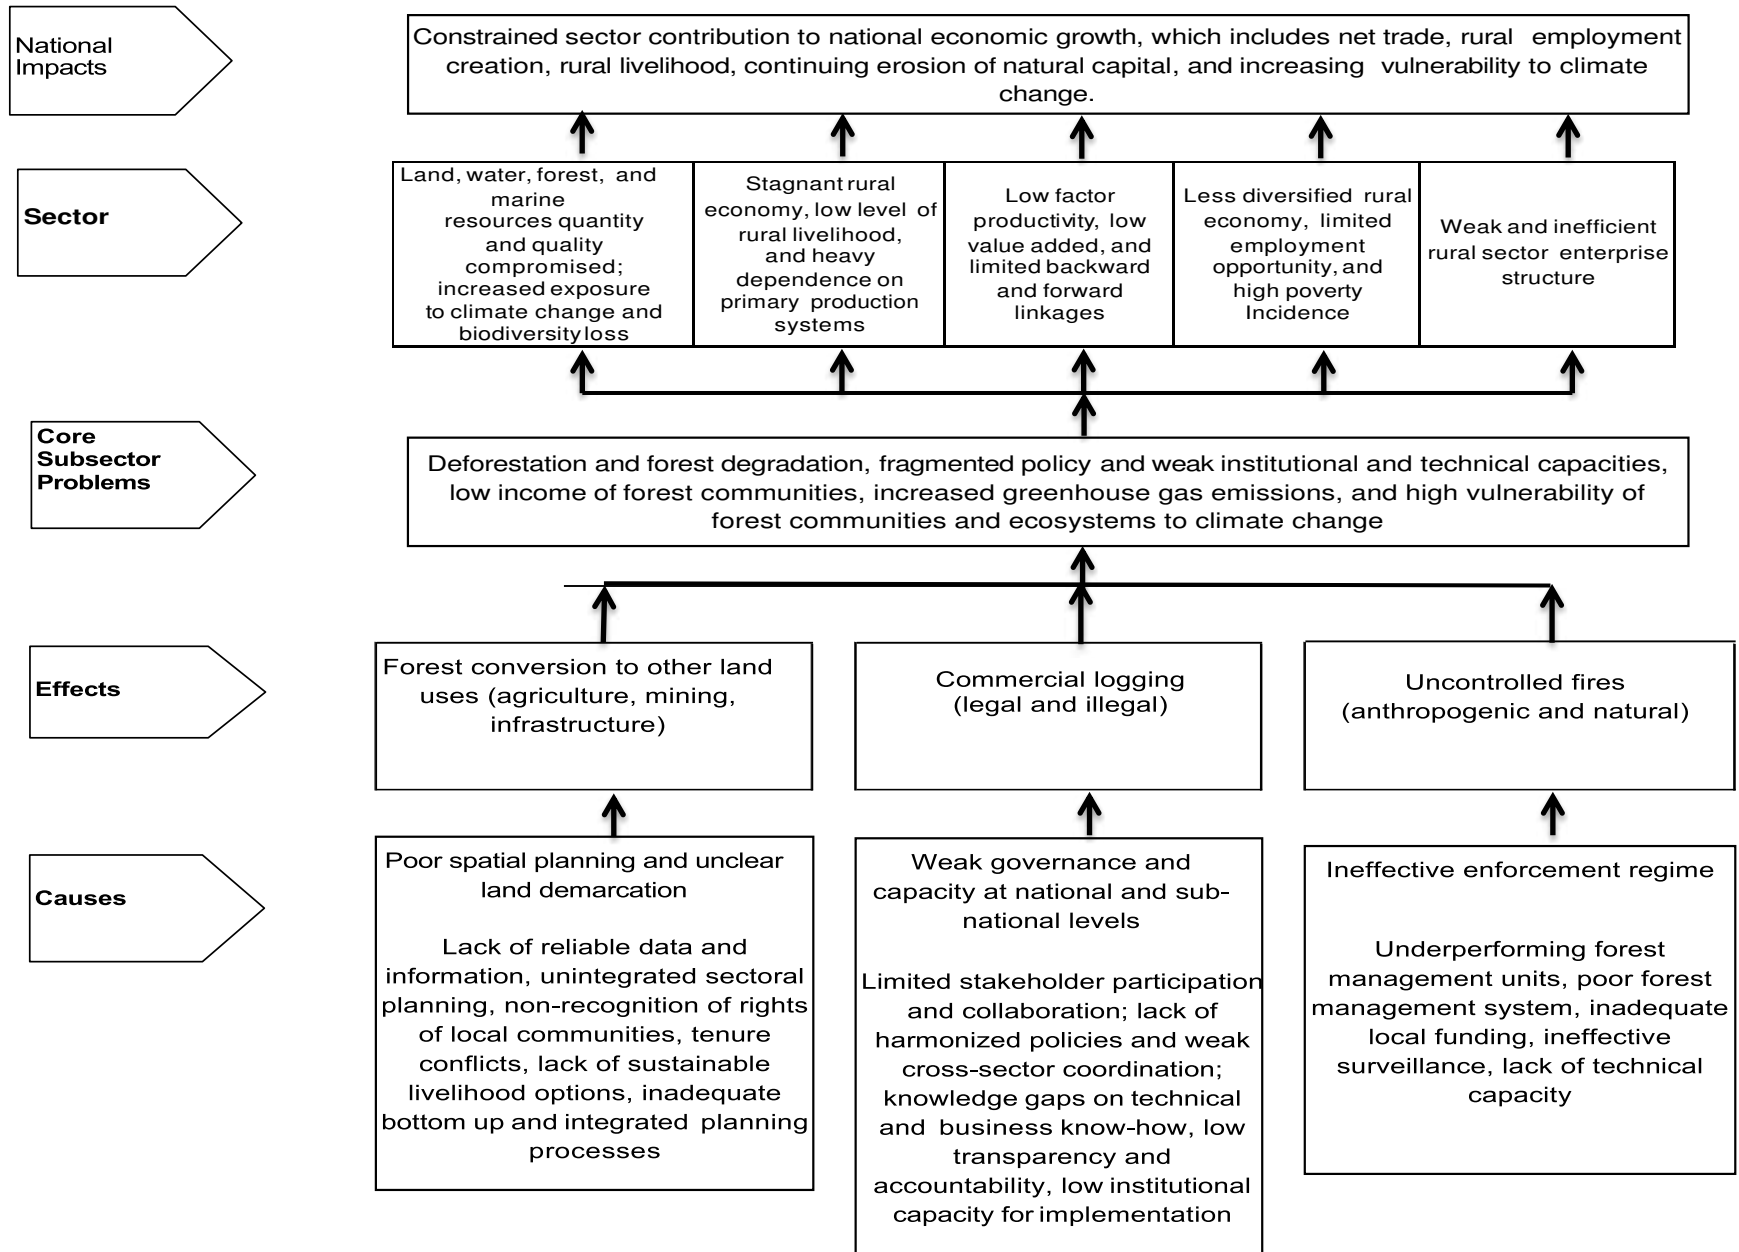 National
Impacts
Constrained sector contribution to national economic growth, which includes net trade, rural employment
creation, rural livelihood, continuing erosion of natural capital, and increasing vulnerability to climate
change.
Sector
Land, water, forest, and
marine
resources quantity
and quality
compromised;
increased exposure
to climate change and
biodiversity loss
Stagnant rural
economy, low level of
rural livelihood,
and heavy
dependence on
primary production
systems
Low factor
productivity, low
value added, and
limited backward
and forward
linkages
Less diversified rural
economy, limited
employment
opportunity, and
high poverty
Incidence
Weak and inefficient
rural sector enterprise
structure
Core
Subsector
Problems
Deforestation and forest degradation, fragmented policy and weak institutional and technical capacities,
low income of forest communities, increased greenhouse gas emissions, and high vulnerability of
forest communities and ecosystems to climate change
Effects
Forest conversion to other land
uses (agriculture, mining,
infrastructure)
Commercial logging
(legal and illegal)
Uncontrolled fires
(anthropogenic and natural)
Causes
Poor spatial planning and unclear
land demarcation
Lack of reliable data and
information, unintegrated sectoral
planning, non-recognition of rights
of local communities, tenure
conflicts, lack of sustainable
livelihood options, inadequate
bottom up and integrated planning
processes
Weak governance and
capacity at national and sub-
national levels
Limited stakeholder participation
and collaboration; lack of
harmonized policies and weak
cross-sector coordination;
knowledge gaps on technical
and business know-how, low
transparency and
accountability, low institutional
capacity for implementation
Ineffective enforcement regime
Underperforming forest
management units, poor forest
management system, inadequate
local funding, ineffective
surveillance, lack of technical
capacity